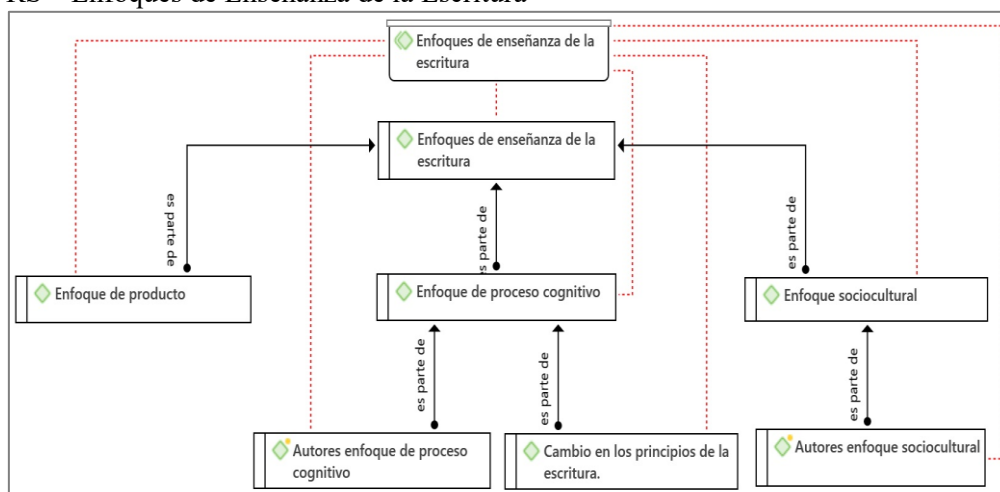 RS – Enfoques de Enseñanza de la Escritura
Enfoques de enseñanza de la
escritura
Enfoques de enseñanza de la
escritura
es parte de
es parte de
es parte de
Enfoque de producto
Enfoque de proceso cognitivo
Enfoque sociocultural
es parte de
es parte de
es parte de
Autores enfoque de proceso
cognitivo
Cambio en los principios de la
escritura.
Autores enfoque sociocultural